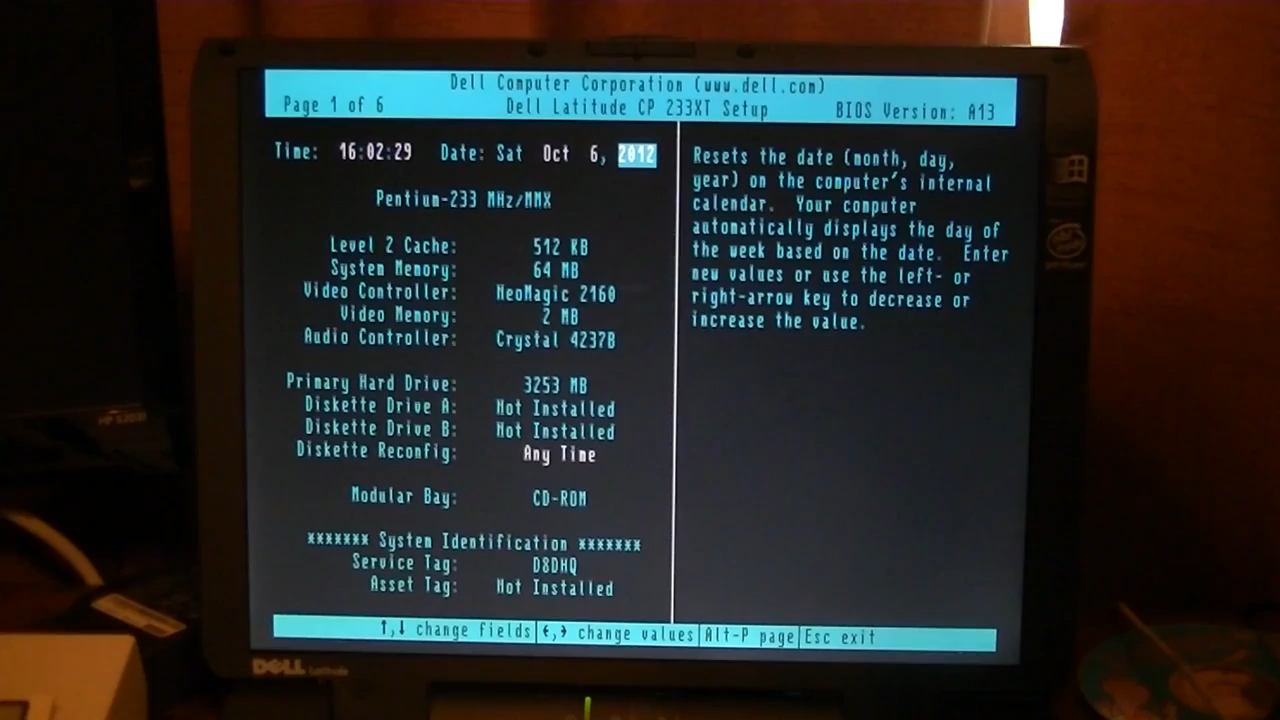 Dell Computer Corporation (www.dell.com)
Page 1 of 6 Dell Latitude CP 233XT Setup BIOS Version: A13
Time: 16:02:29 Date: Sat Oct 6, 2012
Pentium-233 MHz/MMX
Level 2 Cache: 512 KB
System Memory: 64 MB
Video Controller: NeoMagic 2160
Video Memory: 2 MB
Audio Controller: Crystal 4237B
Primary Hard Drive: 3253 MB
Diskette Drive A: Not Installed
Diskette Drive B: Not Installed
Diskette Reconfig: Any Time
Modular Bay: CD-ROM
******* System Identification *******
Service Tag: D8DHQ
Asset Tag: Not Installed
Resets the date (month, day,
year) on the computer's internal
calendar. Your computer
automatically displays the day of
the week based on the date. Enter
new values or use the left- or
right-arrow key to decrease or
increase the value.
↑,↓ change fields ←,→ change values Alt-P page Esc exit
DELL Latitude